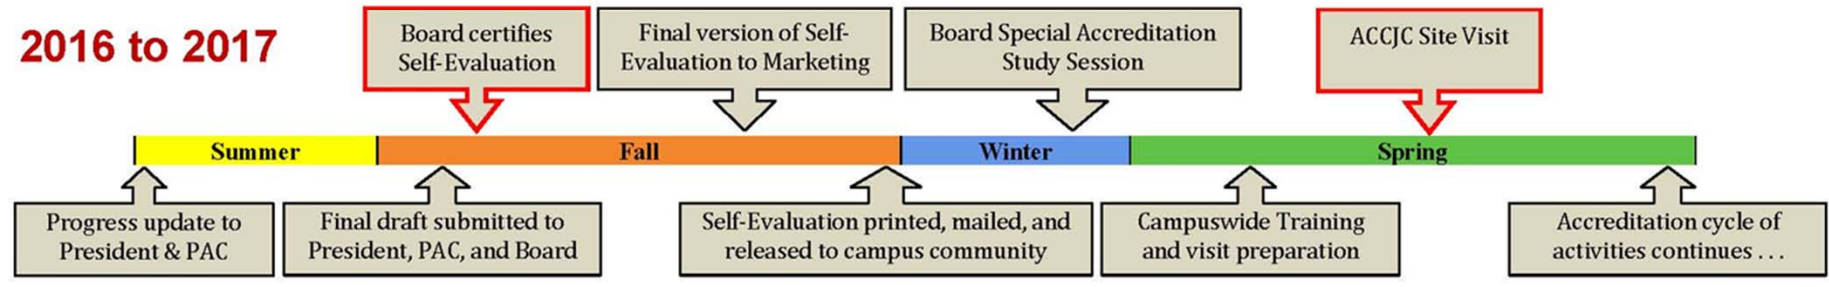 2016 to 2017
Board certifies
Self-Evaluation
Final version of Self-
Evaluation to Marketing
Board Special Accreditation
Study Session
ACCJC Site Visit
Summer
Fall
Winter
Spring
Progress update to
President & PAC
Final draft submitted to
President, PAC, and Board
Self-Evaluation printed, mailed, and
released to campus community
Campuswide Training
and visit preparation
Accreditation cycle of
activities continues . . .